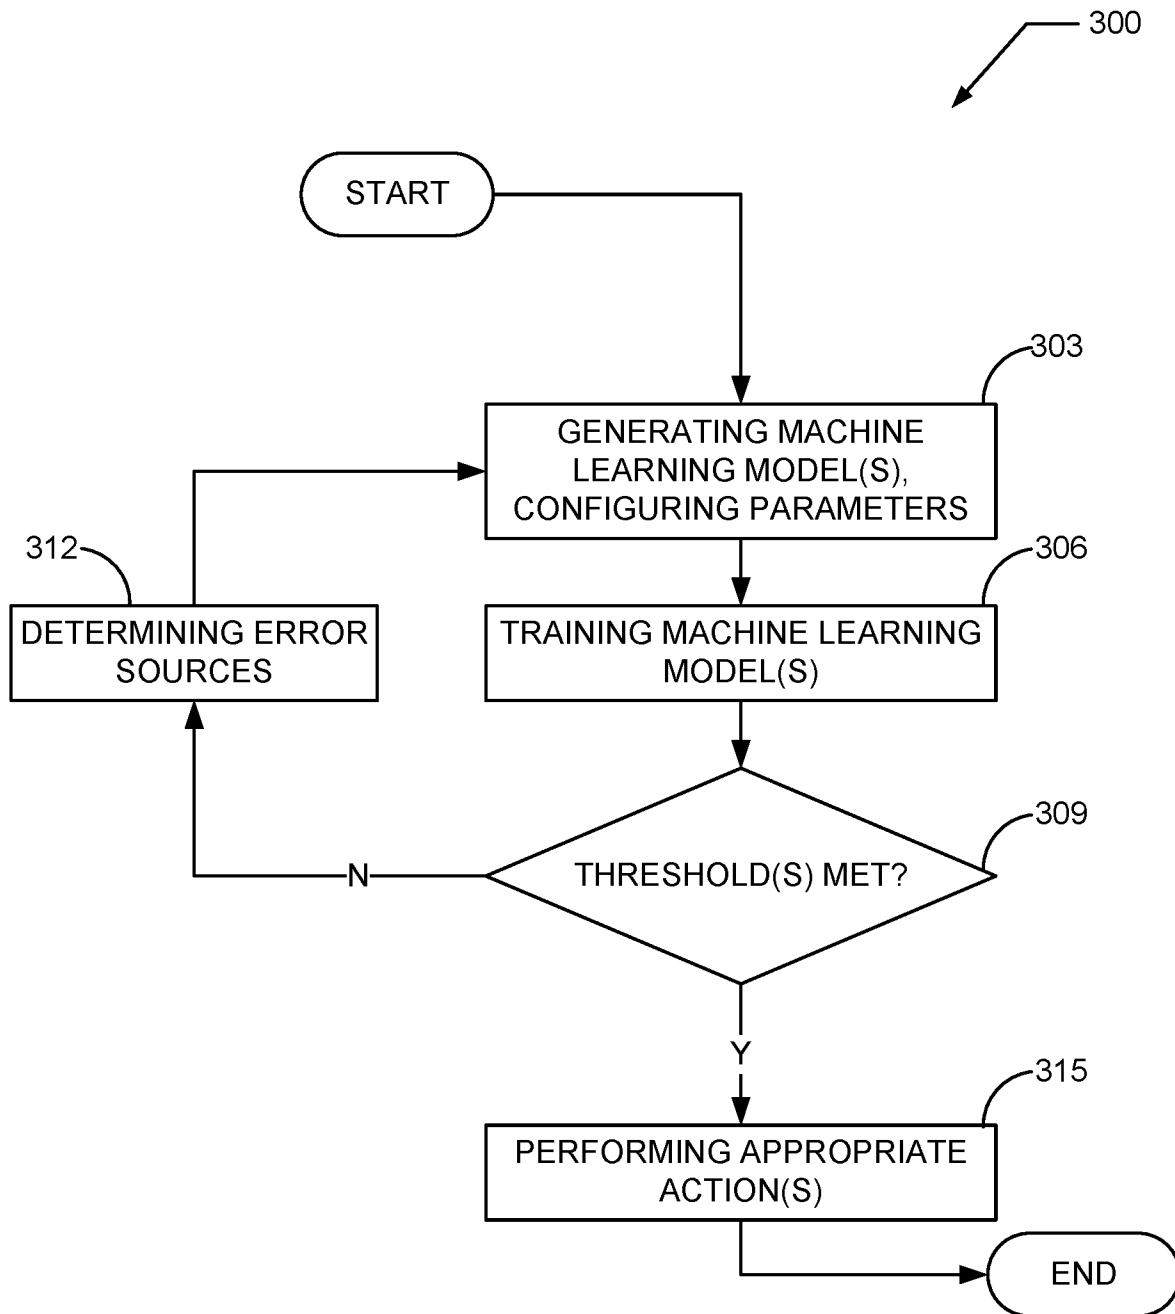 300
START
303
GENERATING MACHINE
LEARNING MODEL(S),
CONFIGURING PARAMETERS
312
306
DETERMINING ERROR
SOURCES
TRAINING MACHINE LEARNING
MODEL(S)
309
THRESHOLD(S) MET?
N
Y
315
PERFORMING APPROPRIATE
ACTION(S)
END